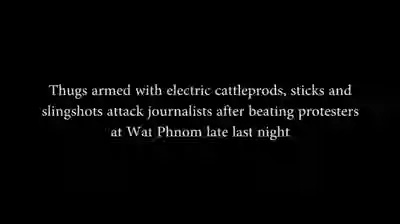 Thugs armed with electric cattleprods, sticks and
slingshots attack journalists after beating protesters
at Wat Phnom late last night